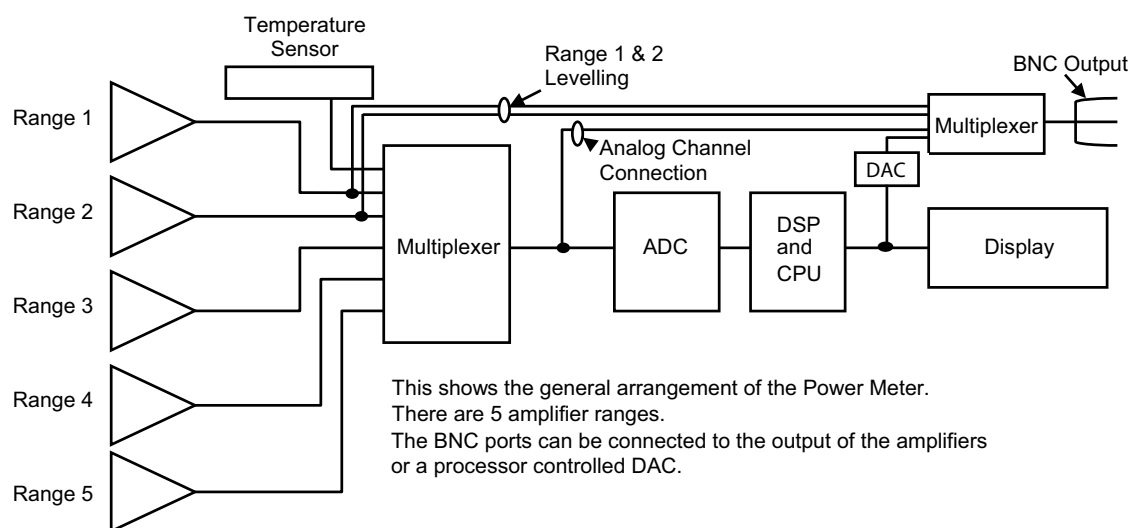 Temperature
Sensor
Range 1 & 2
Levelling
BNC Output
Range 1
Multiplexer
Analog Channel
Connection
DAC
Range 2
Multiplexer
ADC
DSP
and
CPU
Display
Range 3
Range 4
This shows the general arrangement of the Power Meter.
There are 5 amplifier ranges.
The BNC ports can be connected to the output of the amplifiers
or a processor controlled DAC.
Range 5